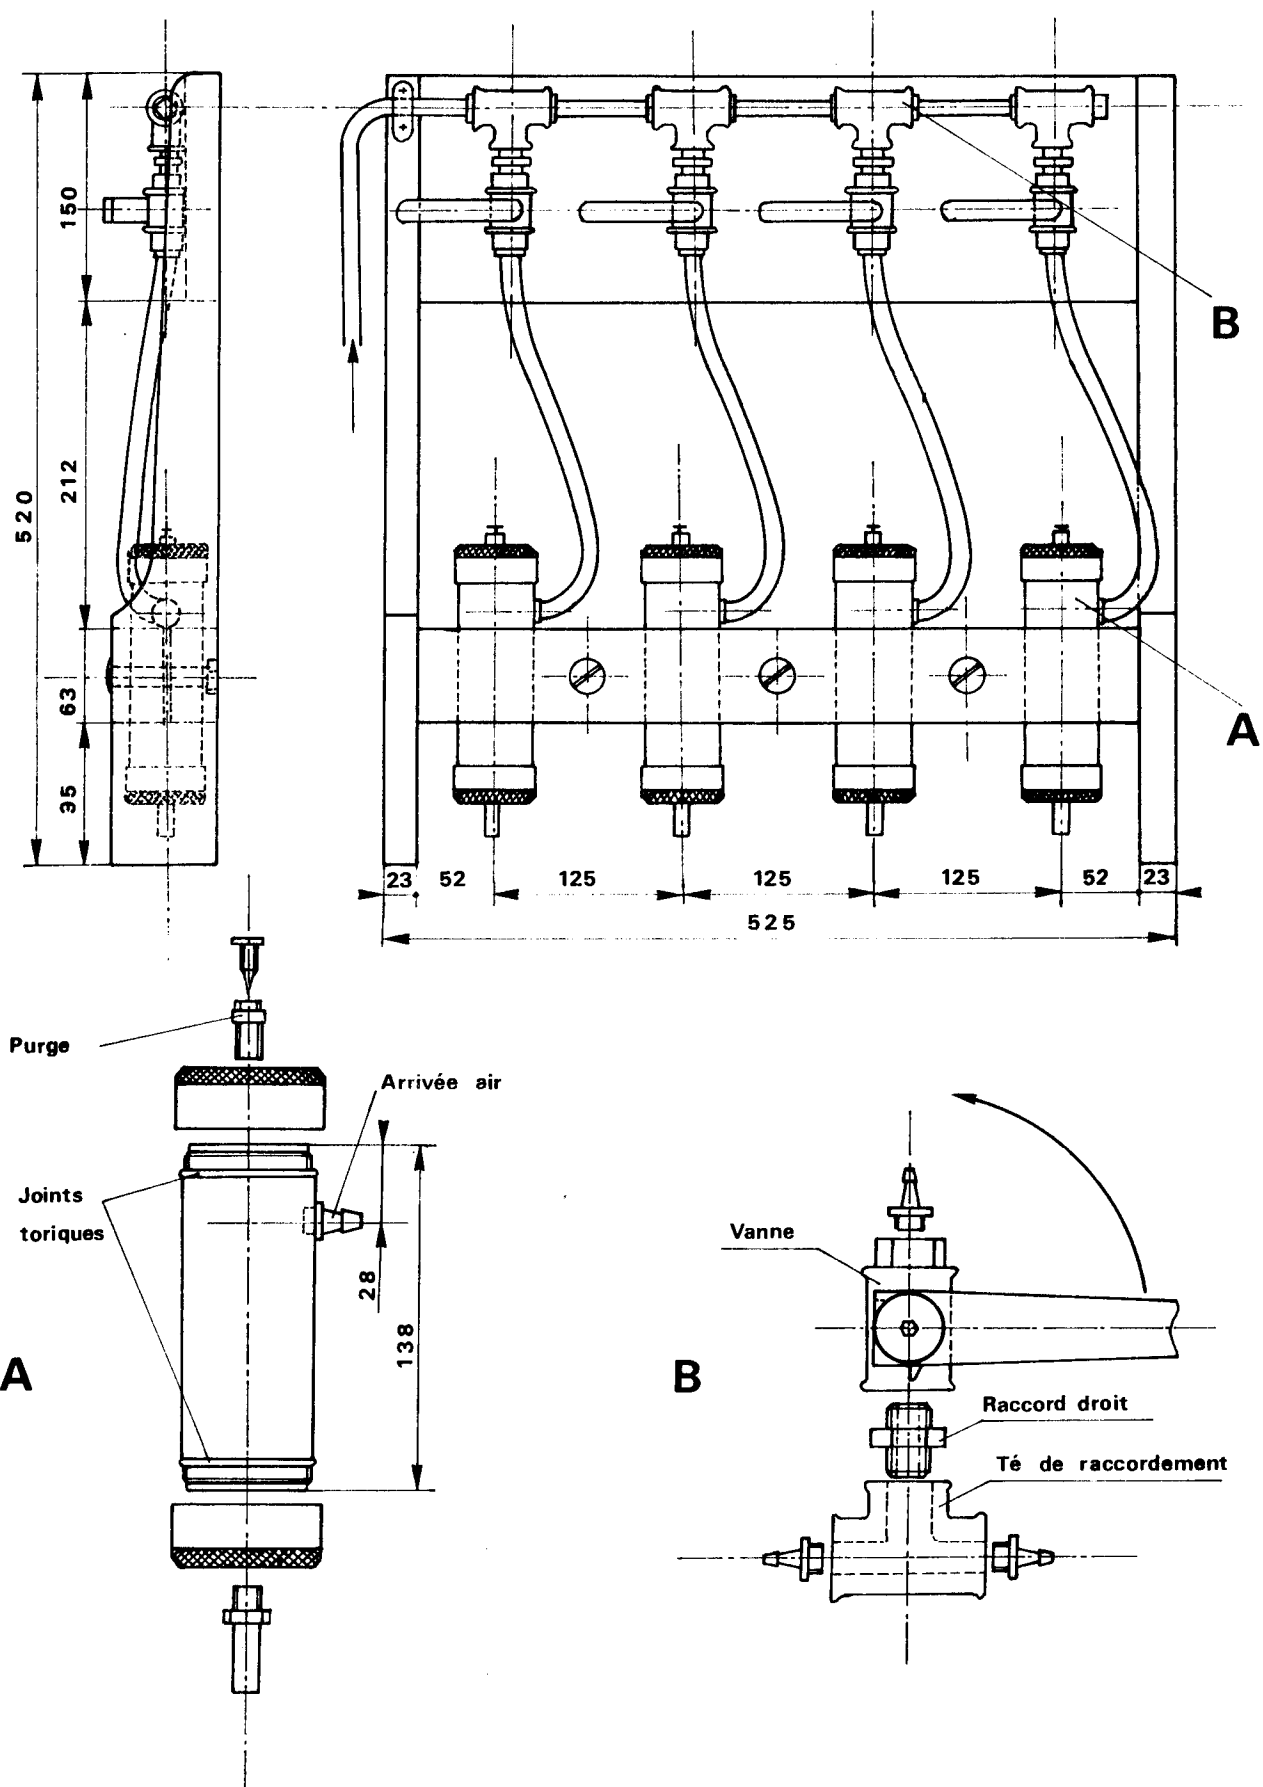 150
B
520
212
63
A
95
23 52 125 125 125 52 23
525
Purge
Arrivée air
Joints
toriques
28
138
A
Vanne
B
Raccord droit
Té de raccordement